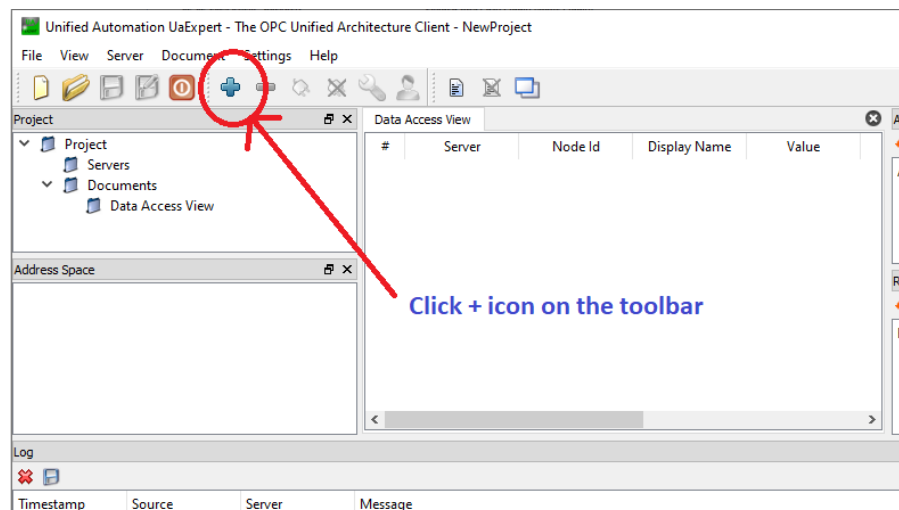 Unified Automation UaExpert - The OPC Unified Architecture Client - NewProject
File View Server Document Settings Help
Project
Data Access View
Project
Servers
Documents
Data Access View
# Server Node Id Display Name Value
Address Space
Click + icon on the toolbar
Log
Timestamp Source Server Message